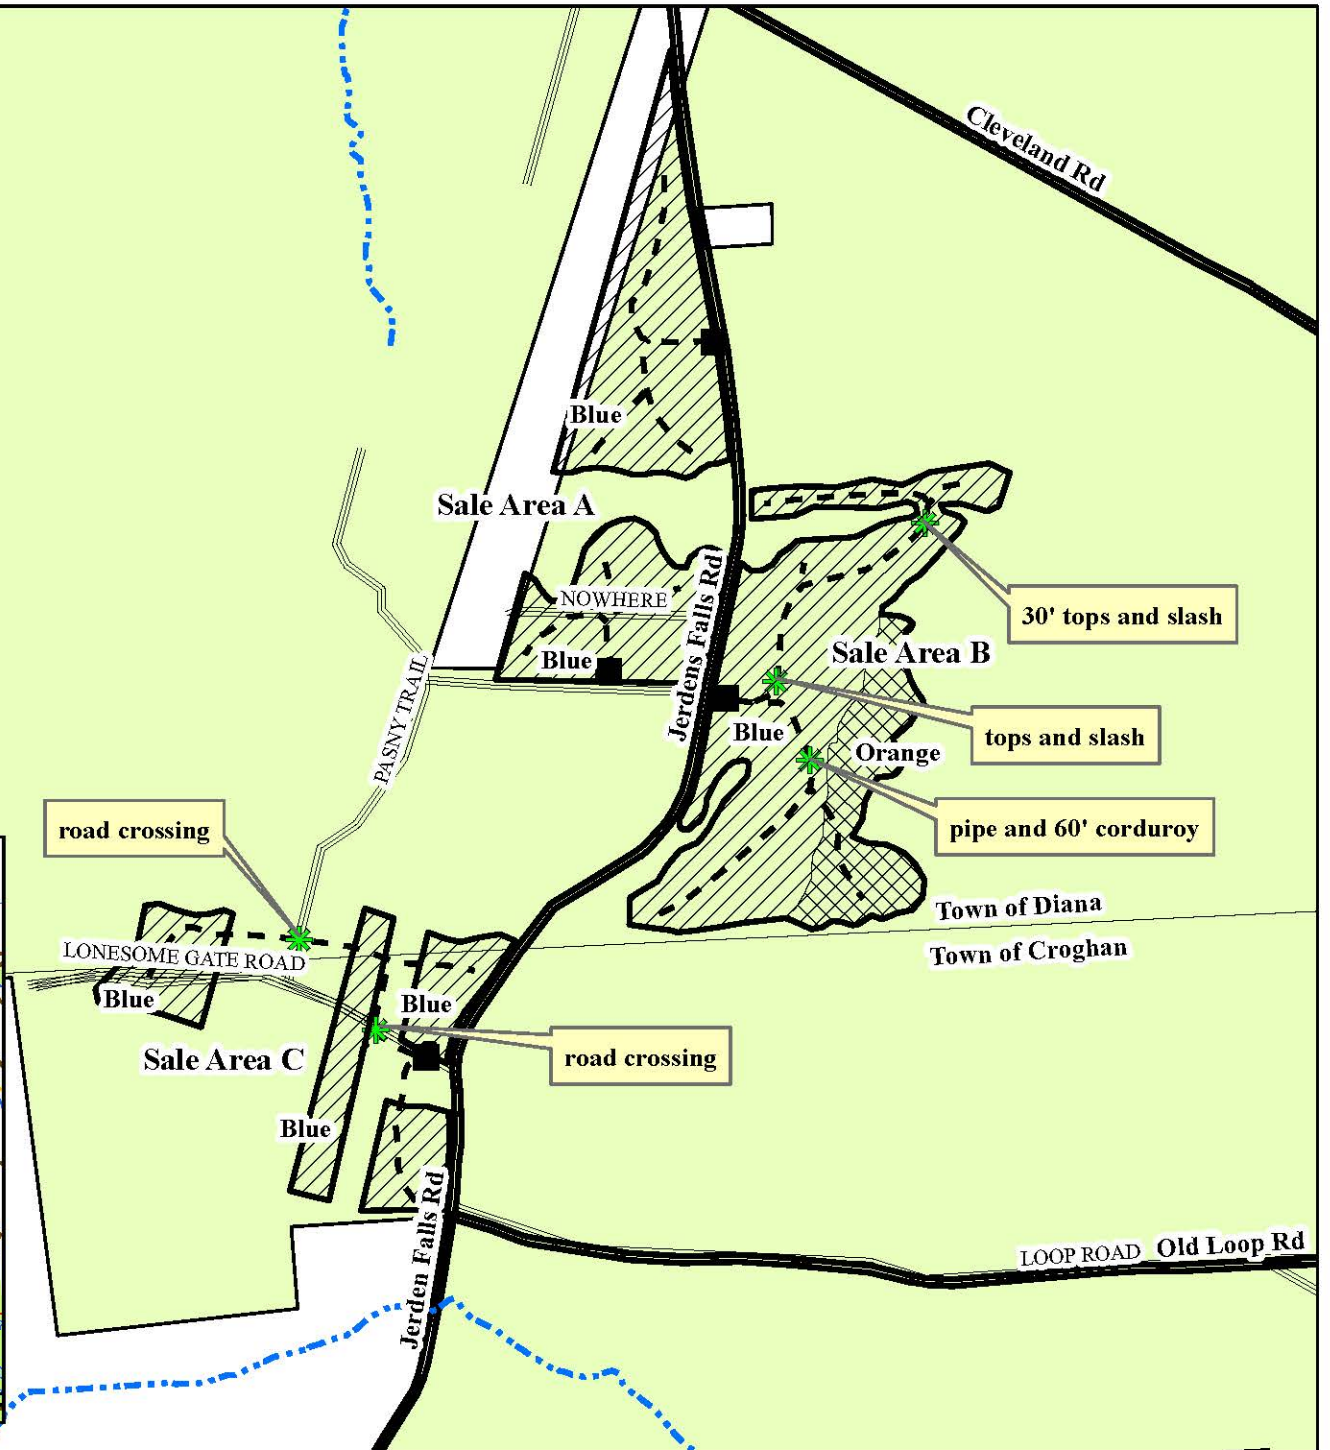 Cleveland Rd
Blue
Sale Area A
NOWHERE
Blue
Jerdens Falls Rd
30' tops and slash
Sale Area B
PASNY TRAIL
Blue
Orange
tops and slash
road crossing
pipe and 60' corduroy
Town of Diana
Town of Croghan
LONESOME GATE ROAD
Blue
Blue
Sale Area C
road crossing
Blue
Jerden Falls Rd
LOOP ROAD
Old Loop Rd